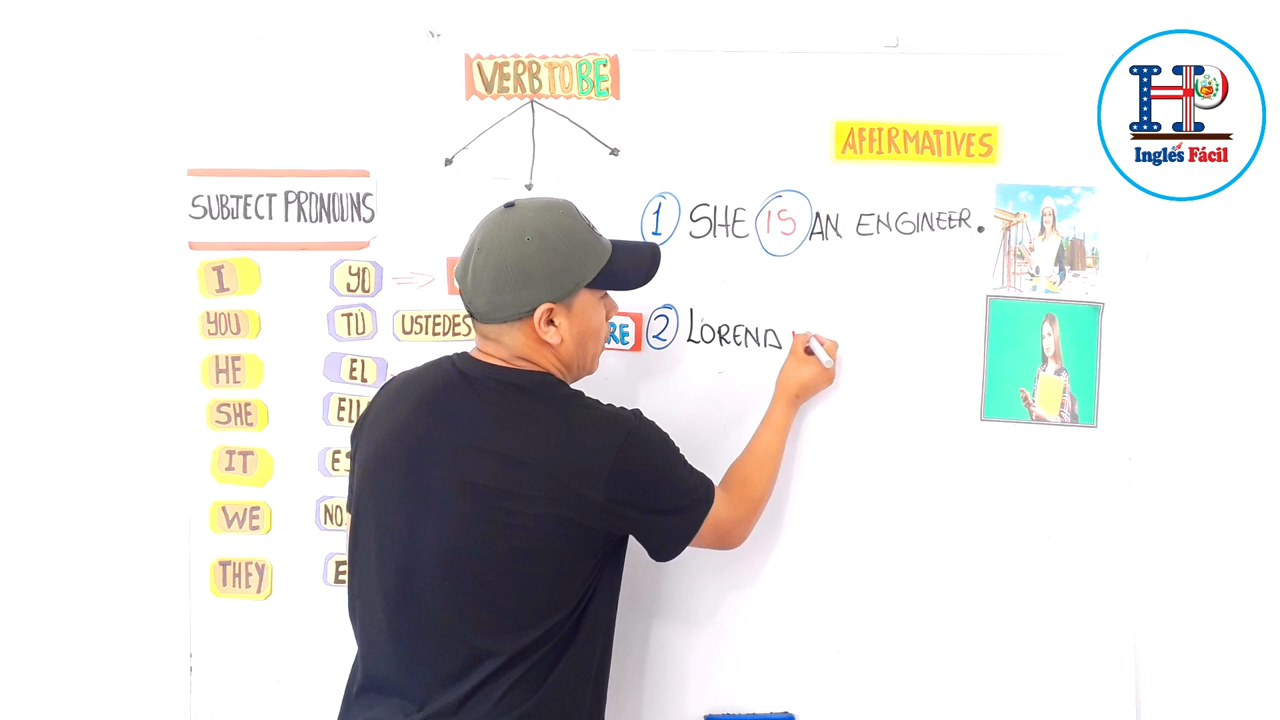 VERB TO BE
AFFIRMATIVES
HP
Inglés Fácil
SUBJECT PRONOUNS
1 SHE IS AN ENGINEER.
I YO
YOU TÚ USTEDES
2 LORENA
HE EL
SHE
IT
WE
THEY